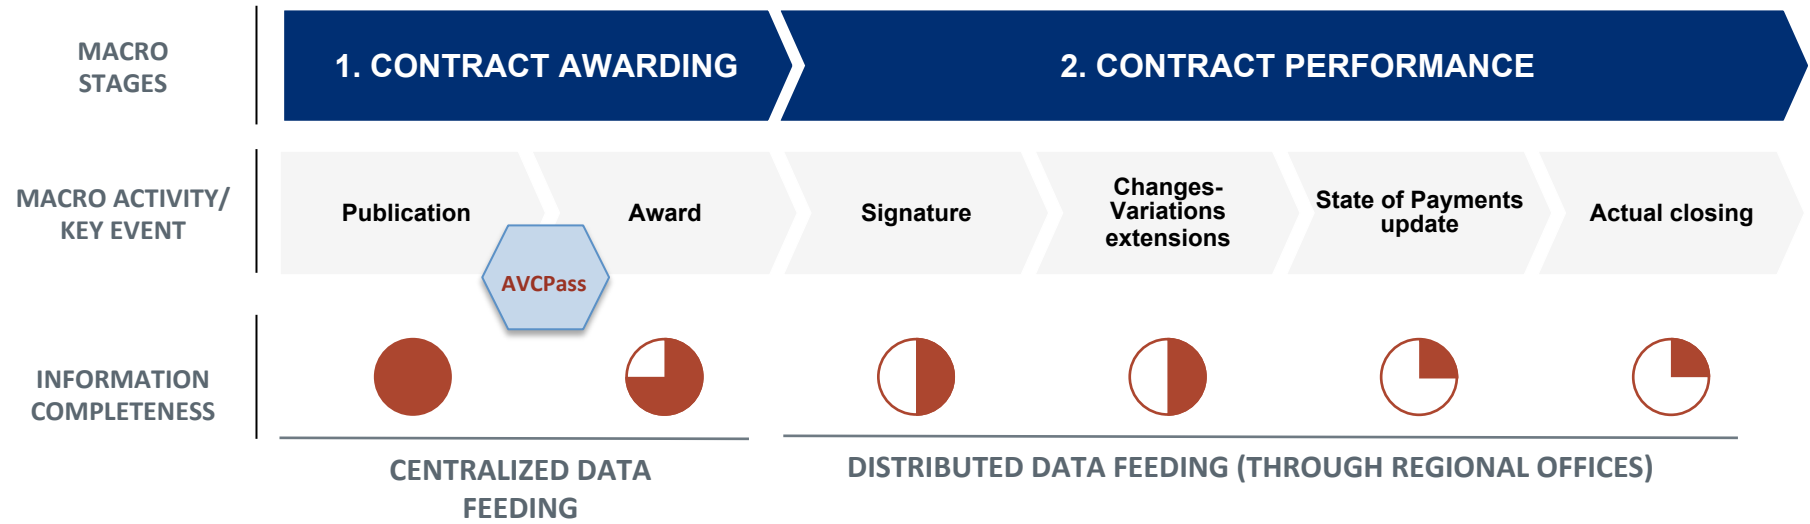 MACRO
STAGES
1. CONTRACT AWARDING
2. CONTRACT PERFORMANCE
MACRO ACTIVITY/
KEY EVENT
Publication
Award
Signature
Changes-
Variations
extensions
State of Payments
update
Actual closing
AVCPass
INFORMATION
COMPLETENESS
CENTRALIZED DATA
FEEDING
DISTRIBUTED DATA FEEDING (THROUGH REGIONAL OFFICES)